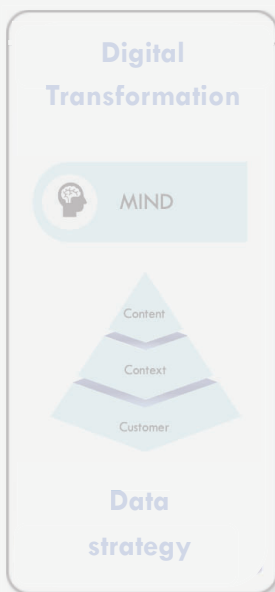 Digital
Transformation
MIND
Content
Context
Customer
Data
strategy